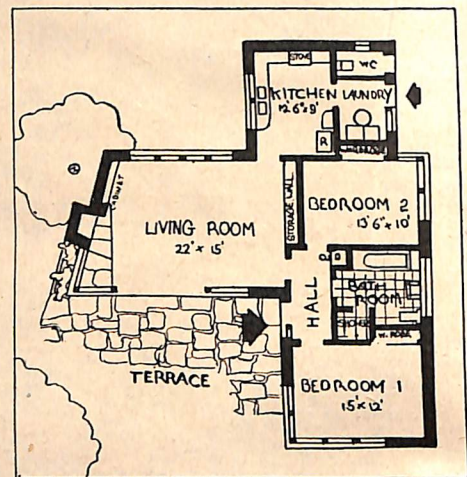 STOVE
W.C
KITCHEN
12'6"x9'
LAUNDRY
R
CABINET
LIVING ROOM
22'x 15'
STORAGE WALL
BEDROOM 2
13'6"x 10'
HALL
BATH
ROOM
SHOWER
W. ROBE
TERRACE
BEDROOM 1
15'x12'